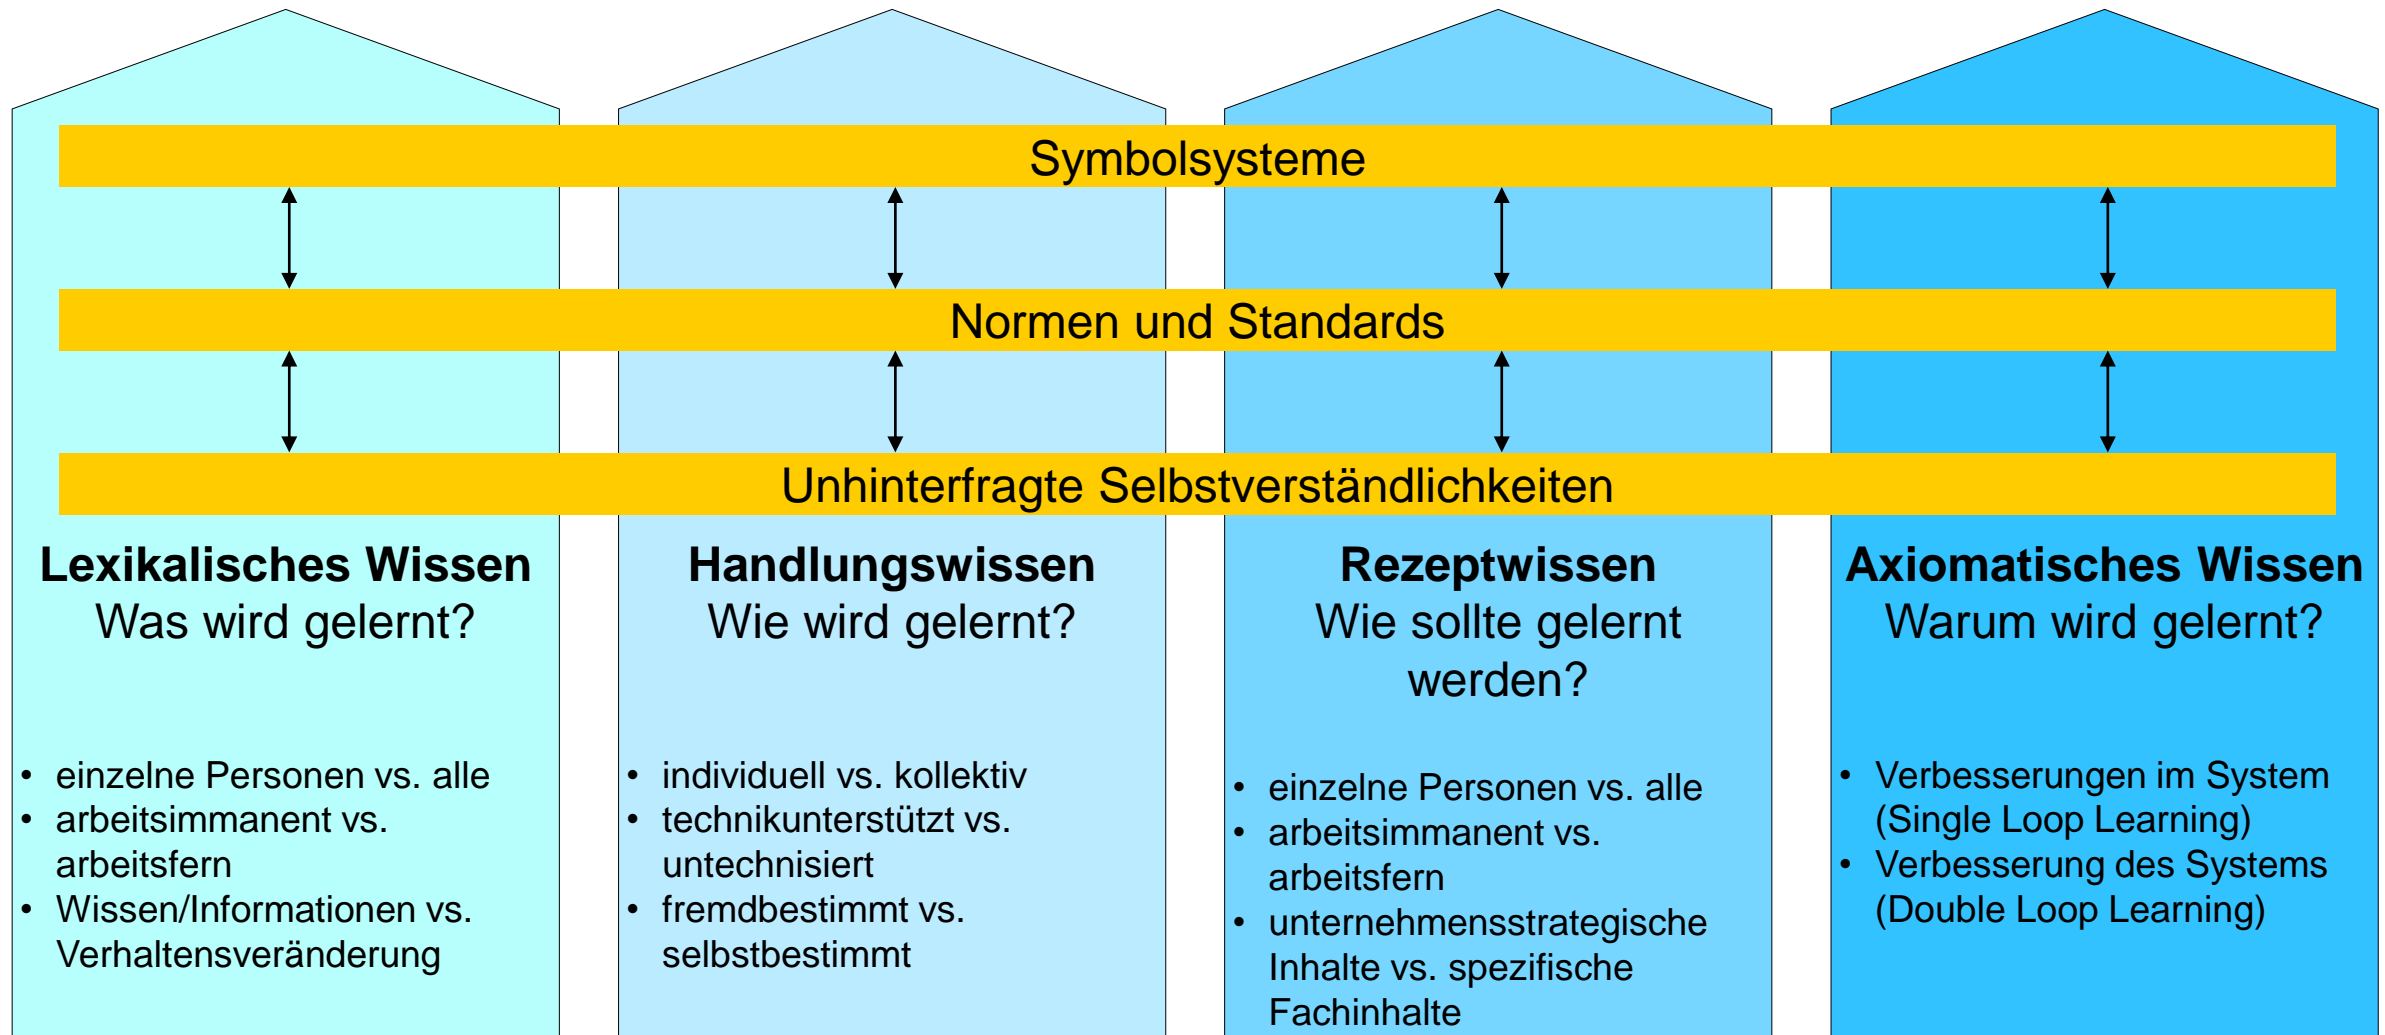 Symbolsysteme
Normen und Standards
Unhinterfragte Selbstverständlichkeiten
Lexikalisches Wissen
Was wird gelernt?
• einzelne Personen vs. alle
• arbeitsimmanent vs.
arbeitsfern
• Wissen/Informationen vs.
Verhaltensveränderung
Handlungswissen
Wie wird gelernt?
• individuell vs. kollektiv
• technikunterstützt vs.
untechnisiert
• fremdbestimmt vs.
selbstbestimmt
Rezeptwissen
Wie sollte gelernt
werden?
• einzelne Personen vs. alle
• arbeitsimmanent vs.
arbeitsfern
• unternehmensstrategische
Inhalte vs. spezifische
Fachinhalte
Axiomatisches Wissen
Warum wird gelernt?
• Verbesserungen im System
(Single Loop Learning)
• Verbesserung des Systems
(Double Loop Learning)